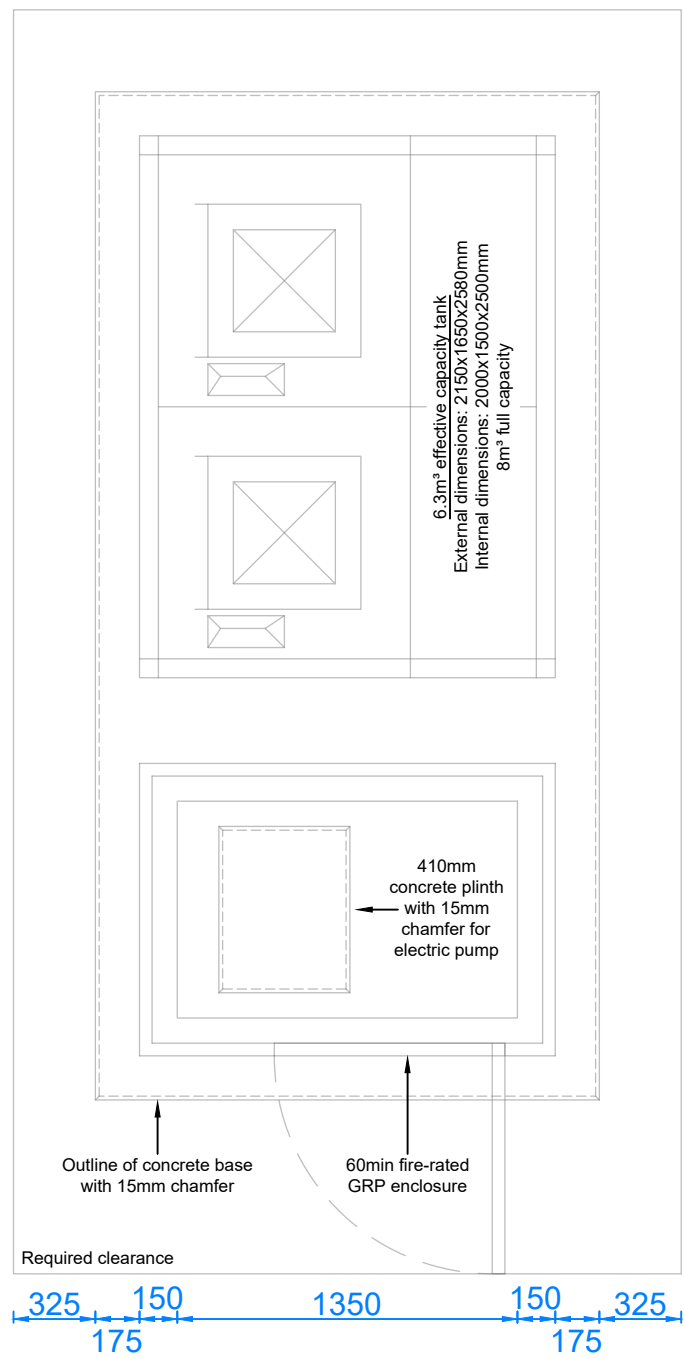 6.3m³ effective capacity tank
External dimensions: 2150x1650x2580mm
Internal dimensions: 2000x1500x2500mm
8m³ full capacity
410mm
concrete plinth
with 15mm
chamfer for
electric pump
Outline of concrete base
with 15mm chamfer
60min fire-rated
GRP enclosure
Required clearance
325
175
150
1350
150
175
325